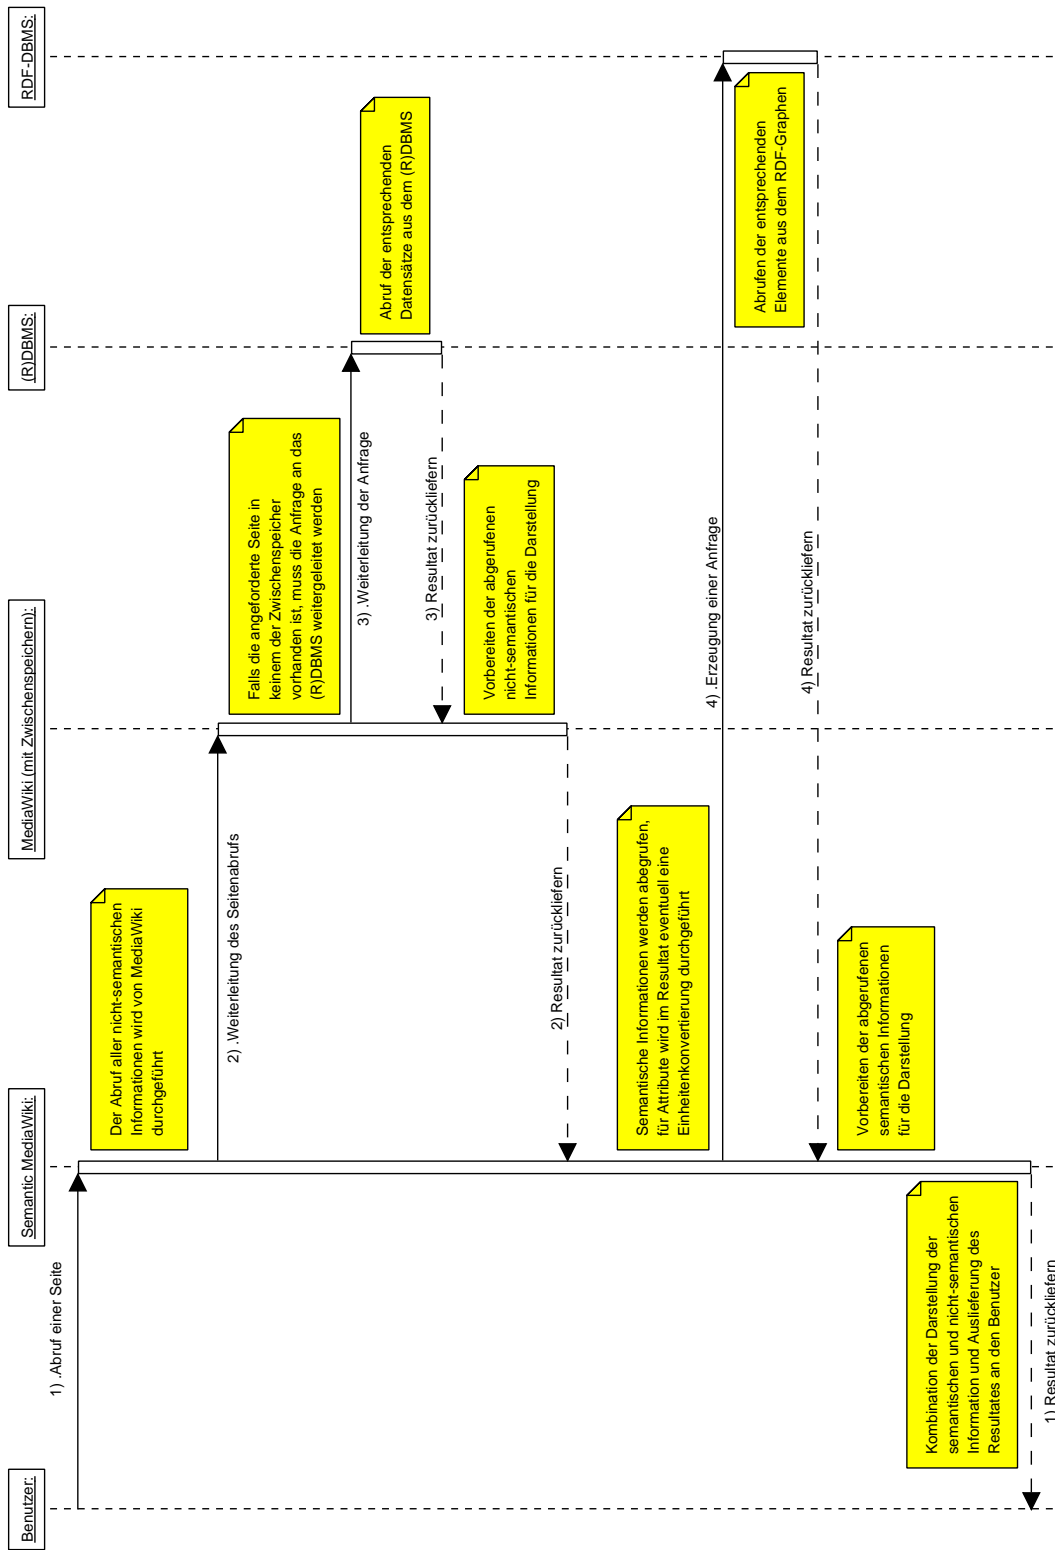 Benutzer:
Semantic MediaWiki:
MediaWiki (mit Zwischenspeichern):
(R)DBMS:
RDF-DBMS:
1) .Abruf einer Seite
Der Abruf aller nicht-semantischen
Informationen wird von MediaWiki
durchgeführt
2) .Weiterleitung des Seitenabrufs
Falls die angeforderte Seite in
keinem der Zwischenspeicher
vorhanden ist, muss die Anfrage an das
(R)DBMS weitergeleitet werden
3) .Weiterleitung der Anfrage
Abruf der entsprechenden
Datensätze aus dem (R)DBMS
3) Resultat zurückliefern
Vorbereiten der abgerufenen
nicht-semantischen
Informationen für die Darstellung
2) Resultat zurückliefern
Semantische Informationen werden abegrufen,
für Attribute wird im Resultat eventuell eine
Einheitenkonvertierung durchgeführt
4) .Erzeugung einer Anfrage
Abrufen der entsprechenden
Elemente aus dem RDF-Graphen
4) Resultat zurückliefern
Vorbereiten der abgerufenen
semantischen Informationen
für die Darstellung
Kombination der Darstellung der
semantischen und nicht-semantischen
Information und Auslieferung des
Resultates an den Benutzer
1) Resultat zurückliefern